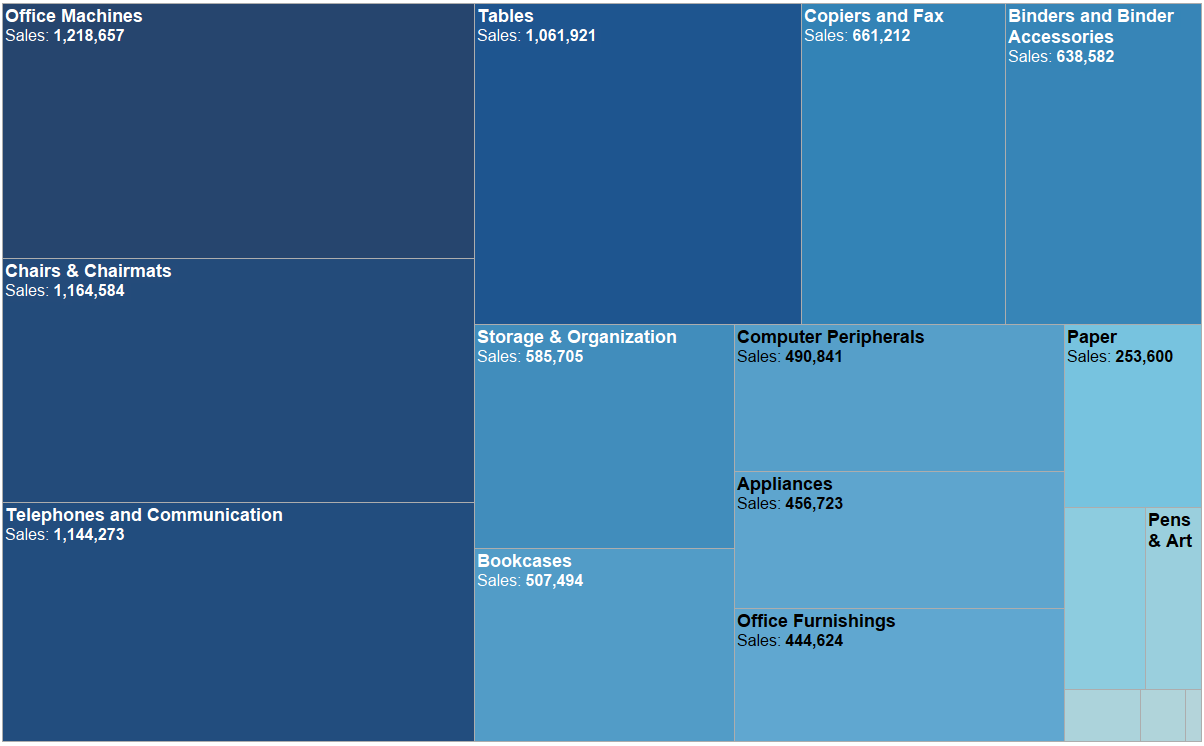 Office Machines
Sales: 1,218,657
Chairs & Chairmats
Sales: 1,164,584
Telephones and Communication
Sales: 1,144,273
Tables
Sales: 1,061,921
Copiers and Fax
Sales: 661,212
Binders and Binder
Accessories
Sales: 638,582
Storage & Organization
Sales: 585,705
Bookcases
Sales: 507,494
Computer Peripherals
Sales: 490,841
Appliances
Sales: 456,723
Office Furnishings
Sales: 444,624
Paper
Sales: 253,600
Pens
& Art